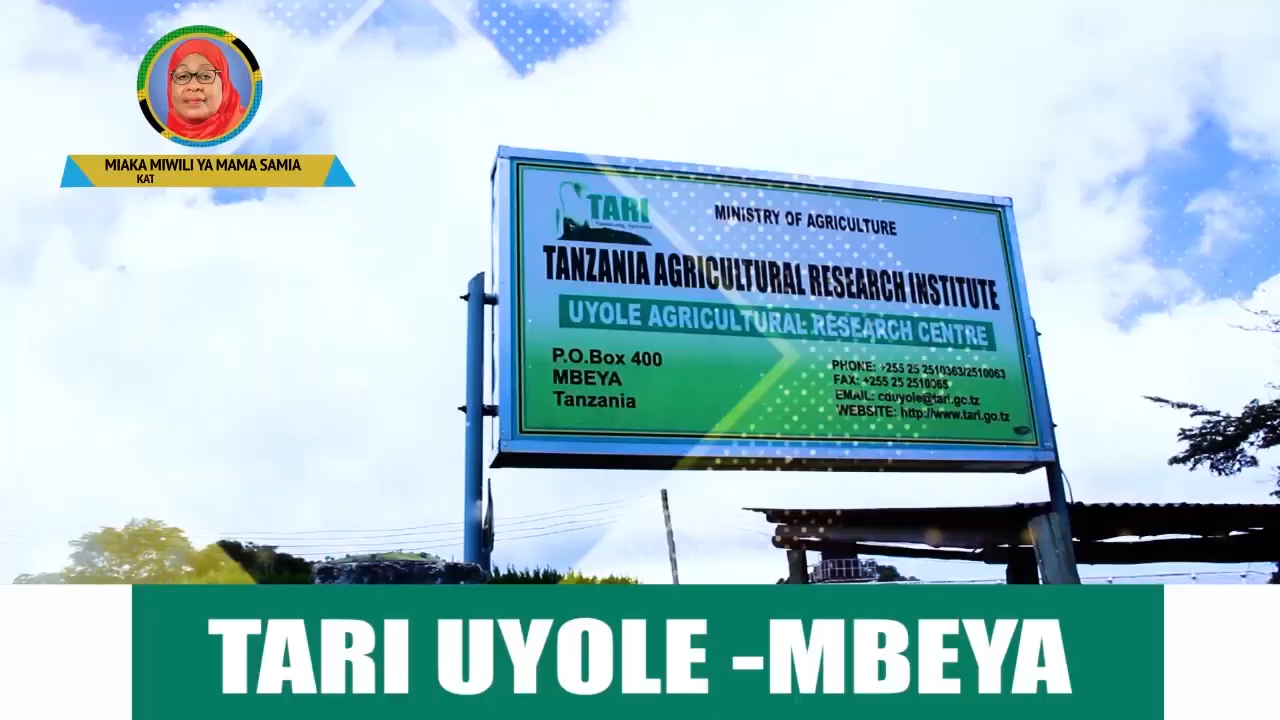 MIAKA MIWILI YA MAMA SAMIA
KAT
TARI
MINISTRY OF AGRICULTURE
TANZANIA AGRICULTURAL RESEARCH INSTITUTE
UYOLE AGRICULTURAL RESEARCH CENTRE
P.O.Box 400
MBEYA
Tanzania
PHONE: +255 25 2510363/2510063
FAX: +255 25 2510065
EMAIL: cduyole@tari.go.tz
WEBSITE: http://www.tari.go.tz
TARI UYOLE -MBEYA